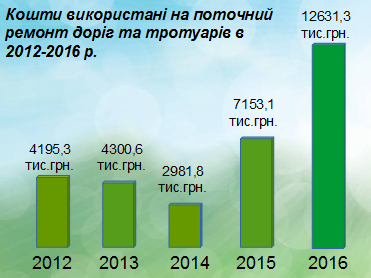 Кошти використані на поточний
ремонт доріг та тротуарів в
2012-2016 р.
12631,3
тис.грн.
7153,1
тис.грн.
4195,3
тис.грн.
4300,6
тис.грн.
2981,8
тис.грн.
2012 2013 2014 2015 2016